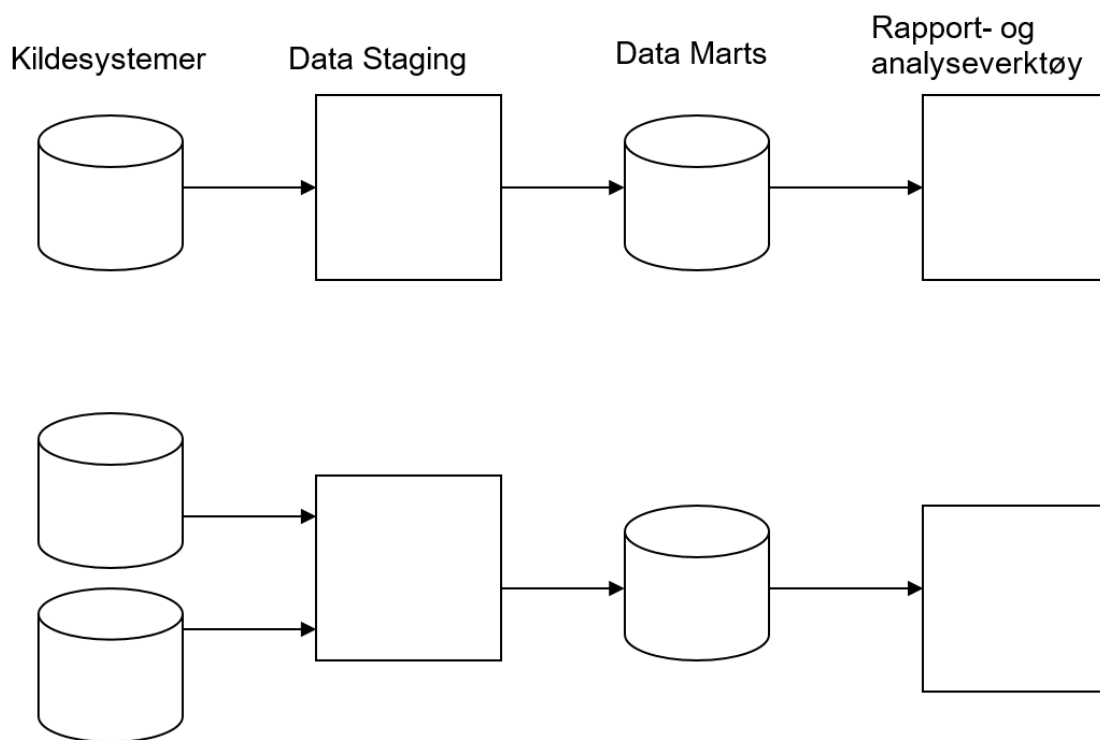 Kildesystemer
Data Staging
Data Marts
Rapport- og
analyseverktøy